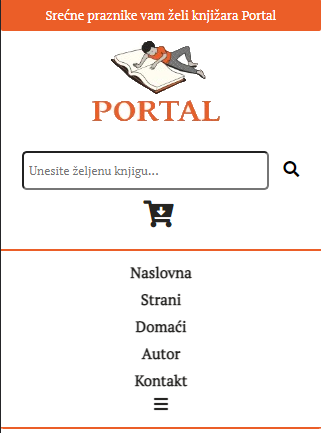 Srećne praznike vam želi knjižara Portal
PORTAL
Unesite željenu knjigu...
Naslovna
Strani
Domaći
Autor
Kontakt